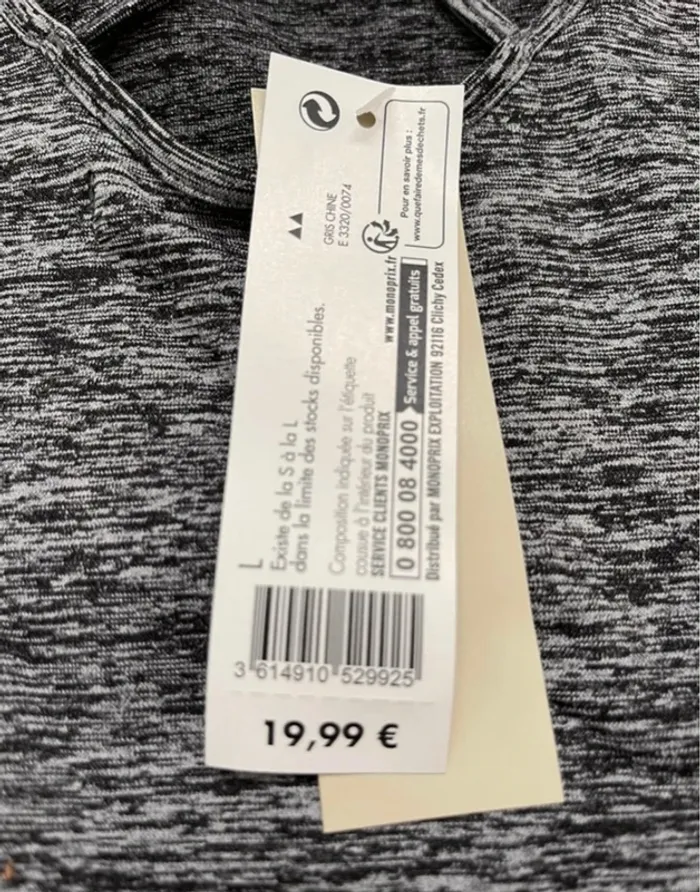 GRIS CHINE
E 3320/0074
Pour en savoir plus :
www.quefairedemesdechets.fr
L
Existe de la S à la L
dans la limite des stocks disponibles.
Composition indiquée sur l'étiquette
cousue à l'intérieur du produit
SERVICE CLIENTS MONOPRIX
www.monoprix.fr
0 800 08 4000 Service & appel gratuits
Distribué par MONOPRIX EXPLOITATION 92116 Clichy Cedex
3 614910 529925
19,99 €